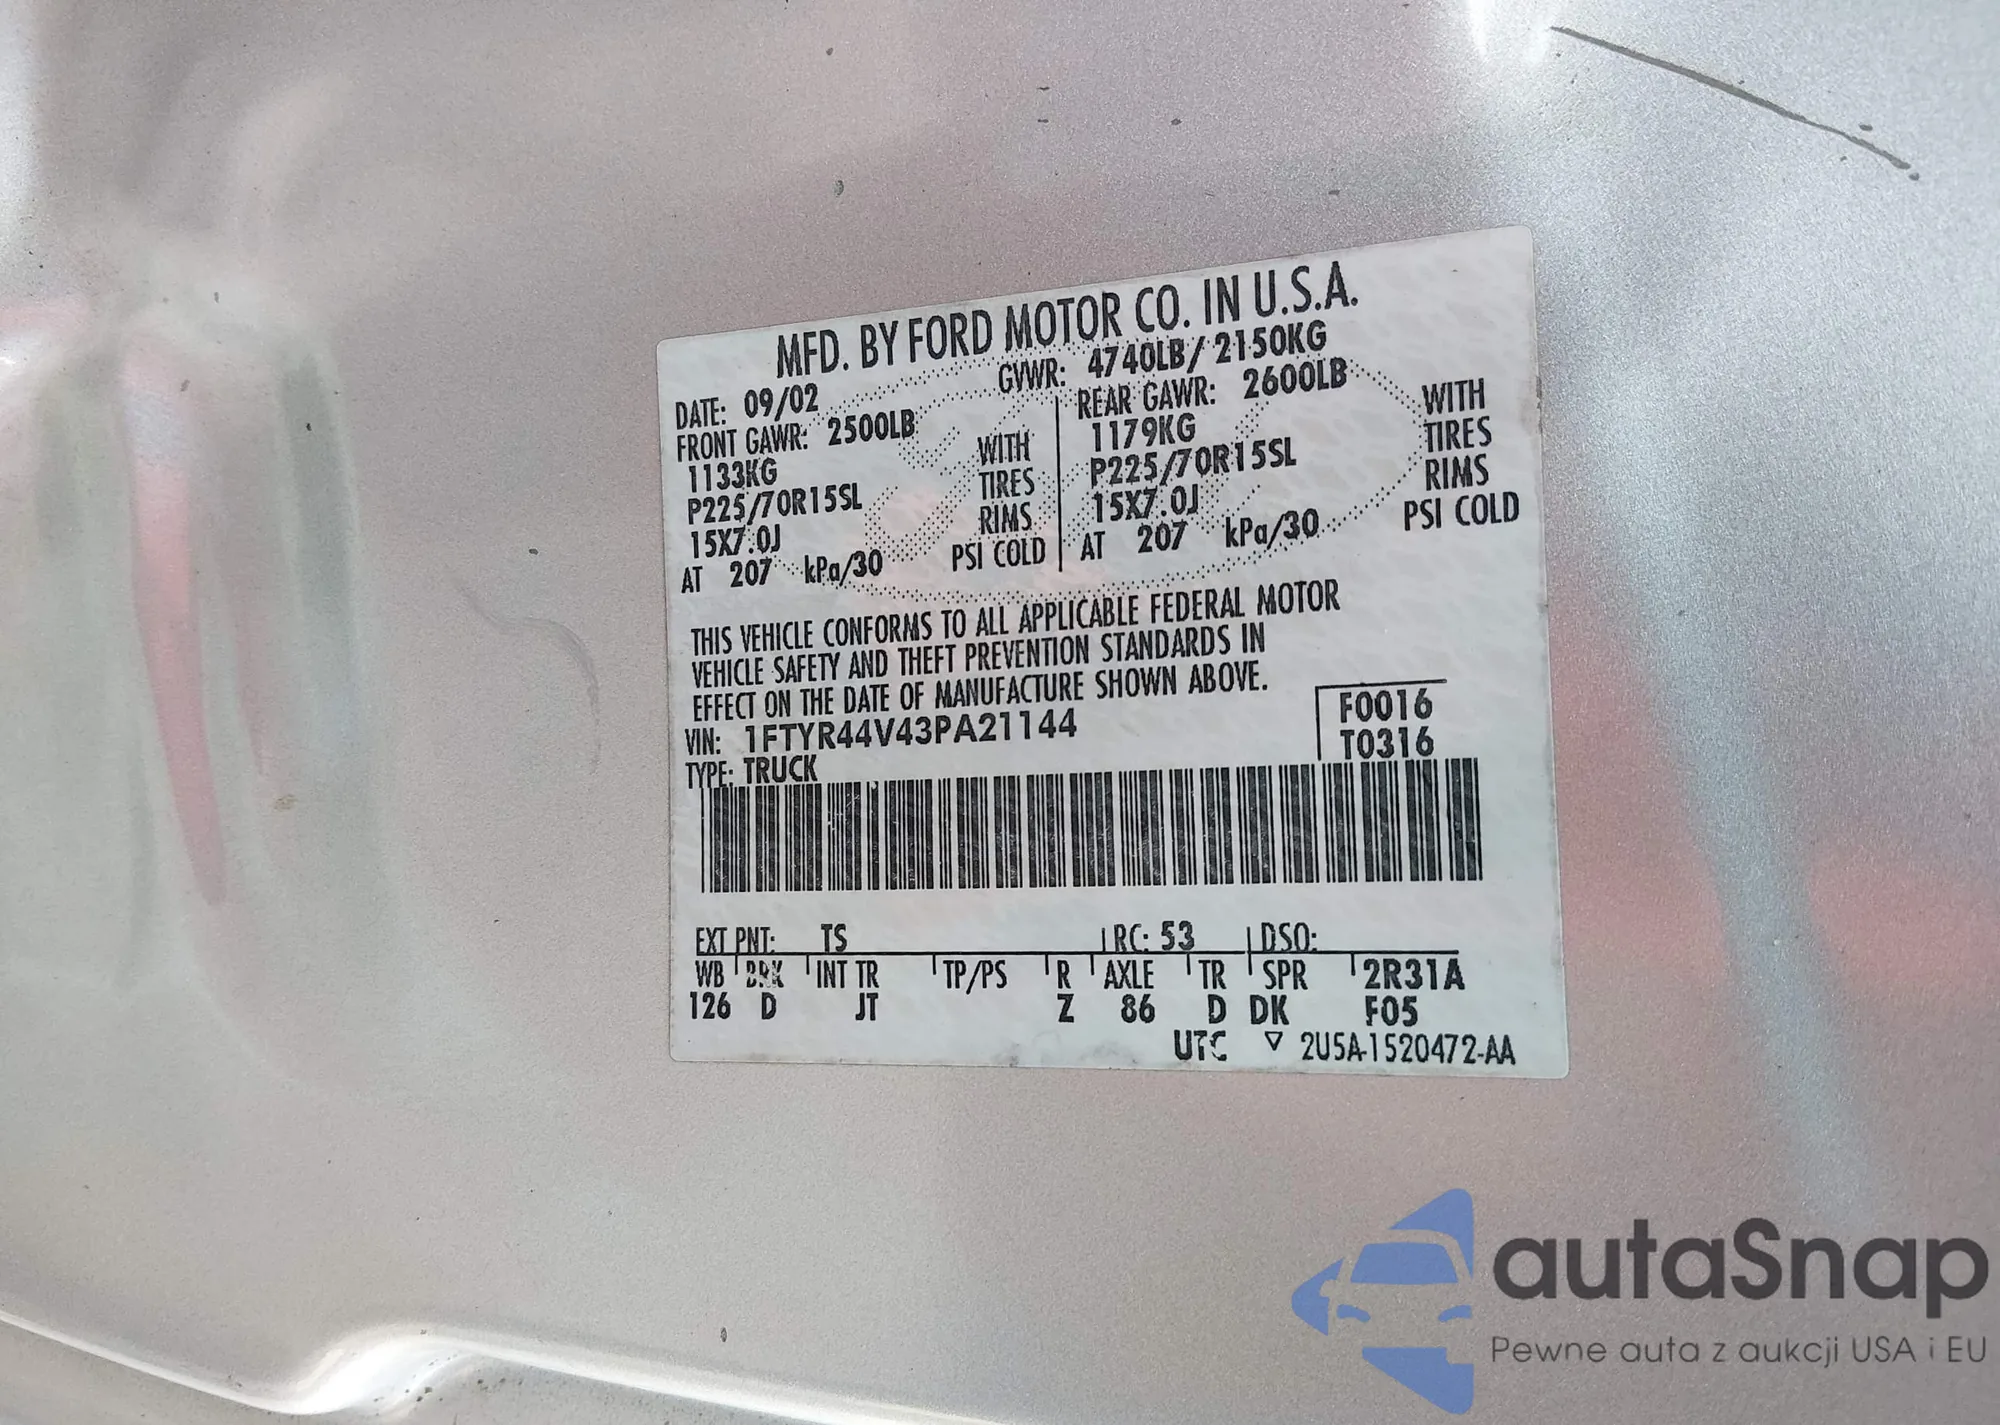 MFD. BY FORD MOTOR CO. IN U.S.A.
DATE: 09/02 GVWR: 4740LB/ 2150KG
FRONT GAWR: 2500LB REAR GAWR: 2600LB
1133KG WITH 1179KG WITH
P225/70R15SL TIRES P225/70R15SL TIRES
15X7.0J RIMS 15X7.0J RIMS
AT 207 kPa/30 PSI COLD AT 207 kPa/30 PSI COLD
THIS VEHICLE CONFORMS TO ALL APPLICABLE FEDERAL MOTOR
VEHICLE SAFETY AND THEFT PREVENTION STANDARDS IN
EFFECT ON THE DATE OF MANUFACTURE SHOWN ABOVE.
VIN: 1FTYR44V43PA21144 F0016
TYPE: TRUCK T0316
EXT PNT: TS RC: 53 DSO:
WB BRK INT TR TP/PS R AXLE TR SPR 2R31A
126 D JT Z 86 D DK F05
UTC ▽ 2U5A-1520472-AA
autaSnap
Pewne auta z aukcji USA i EU